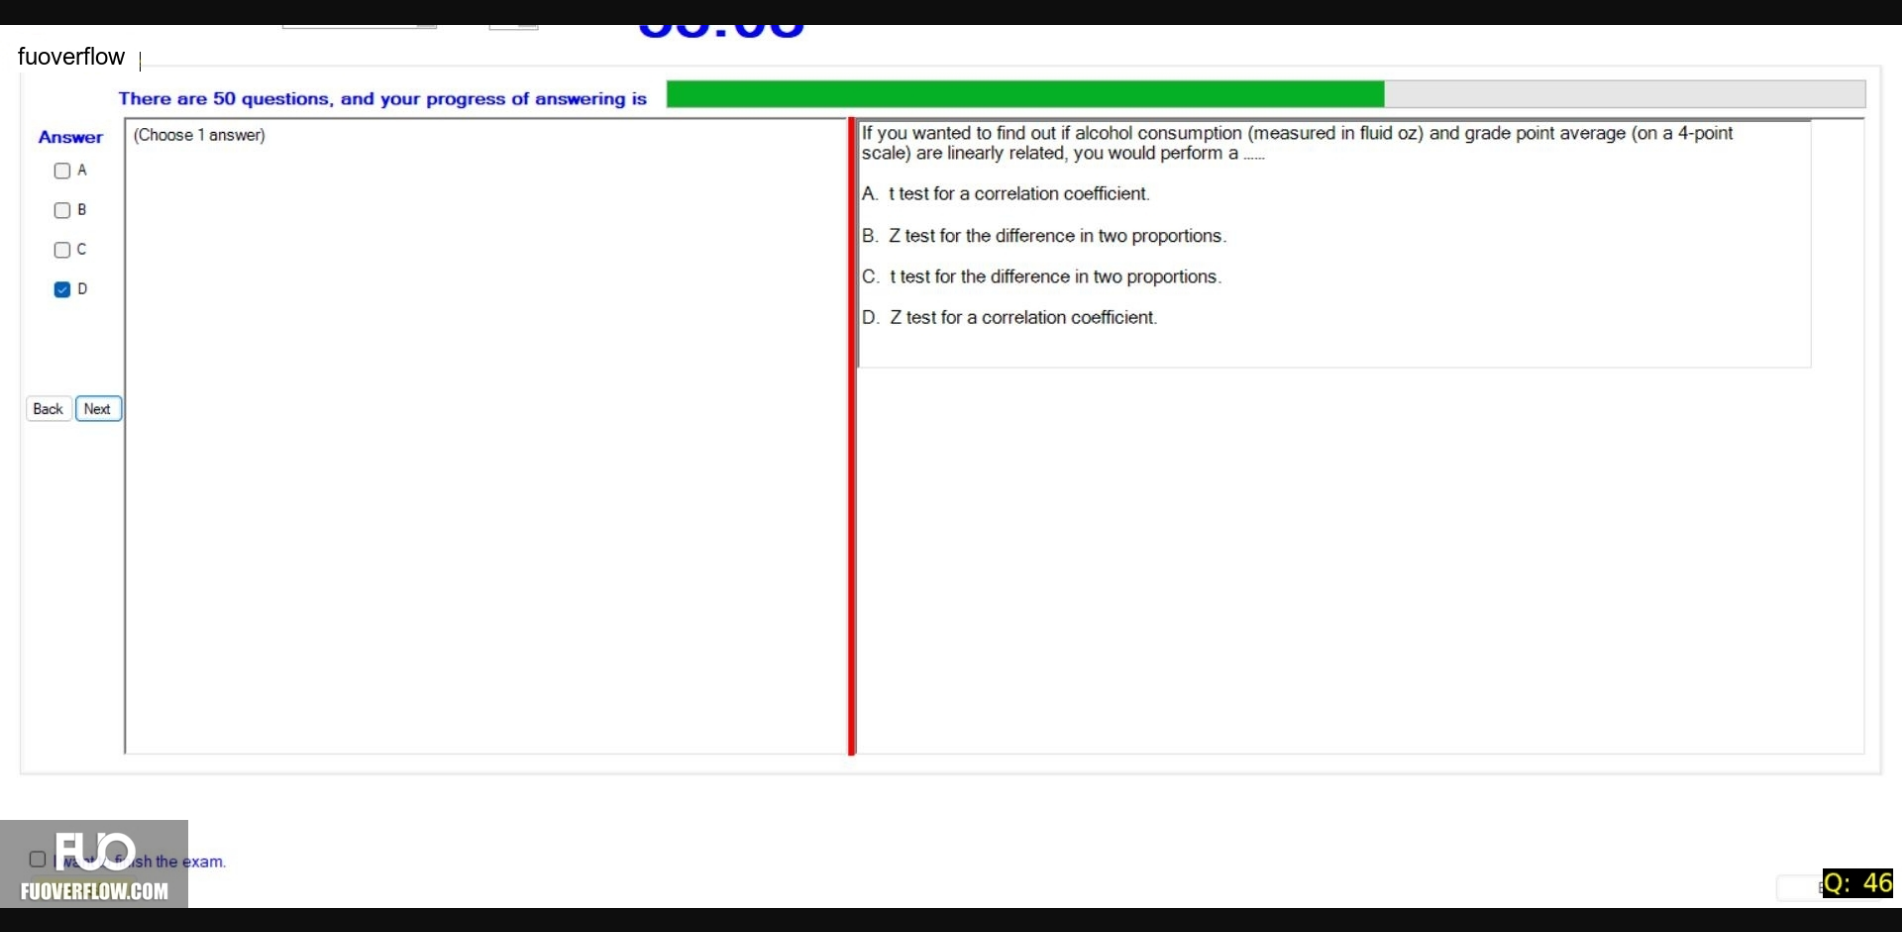 fuoverflow
There are 50 questions, and your progress of answering is
Answer
(Choose 1 answer)
A
B
C
D
Back Next
If you wanted to find out if alcohol consumption (measured in fluid oz) and grade point average (on a 4-point
scale) are linearly related, you would perform a ......
A. t test for a correlation coefficient.
B. Z test for the difference in two proportions.
C. t test for the difference in two proportions.
D. Z test for a correlation coefficient.
FUO
the exam.
FUOVERFLOW.COM
Q: 46